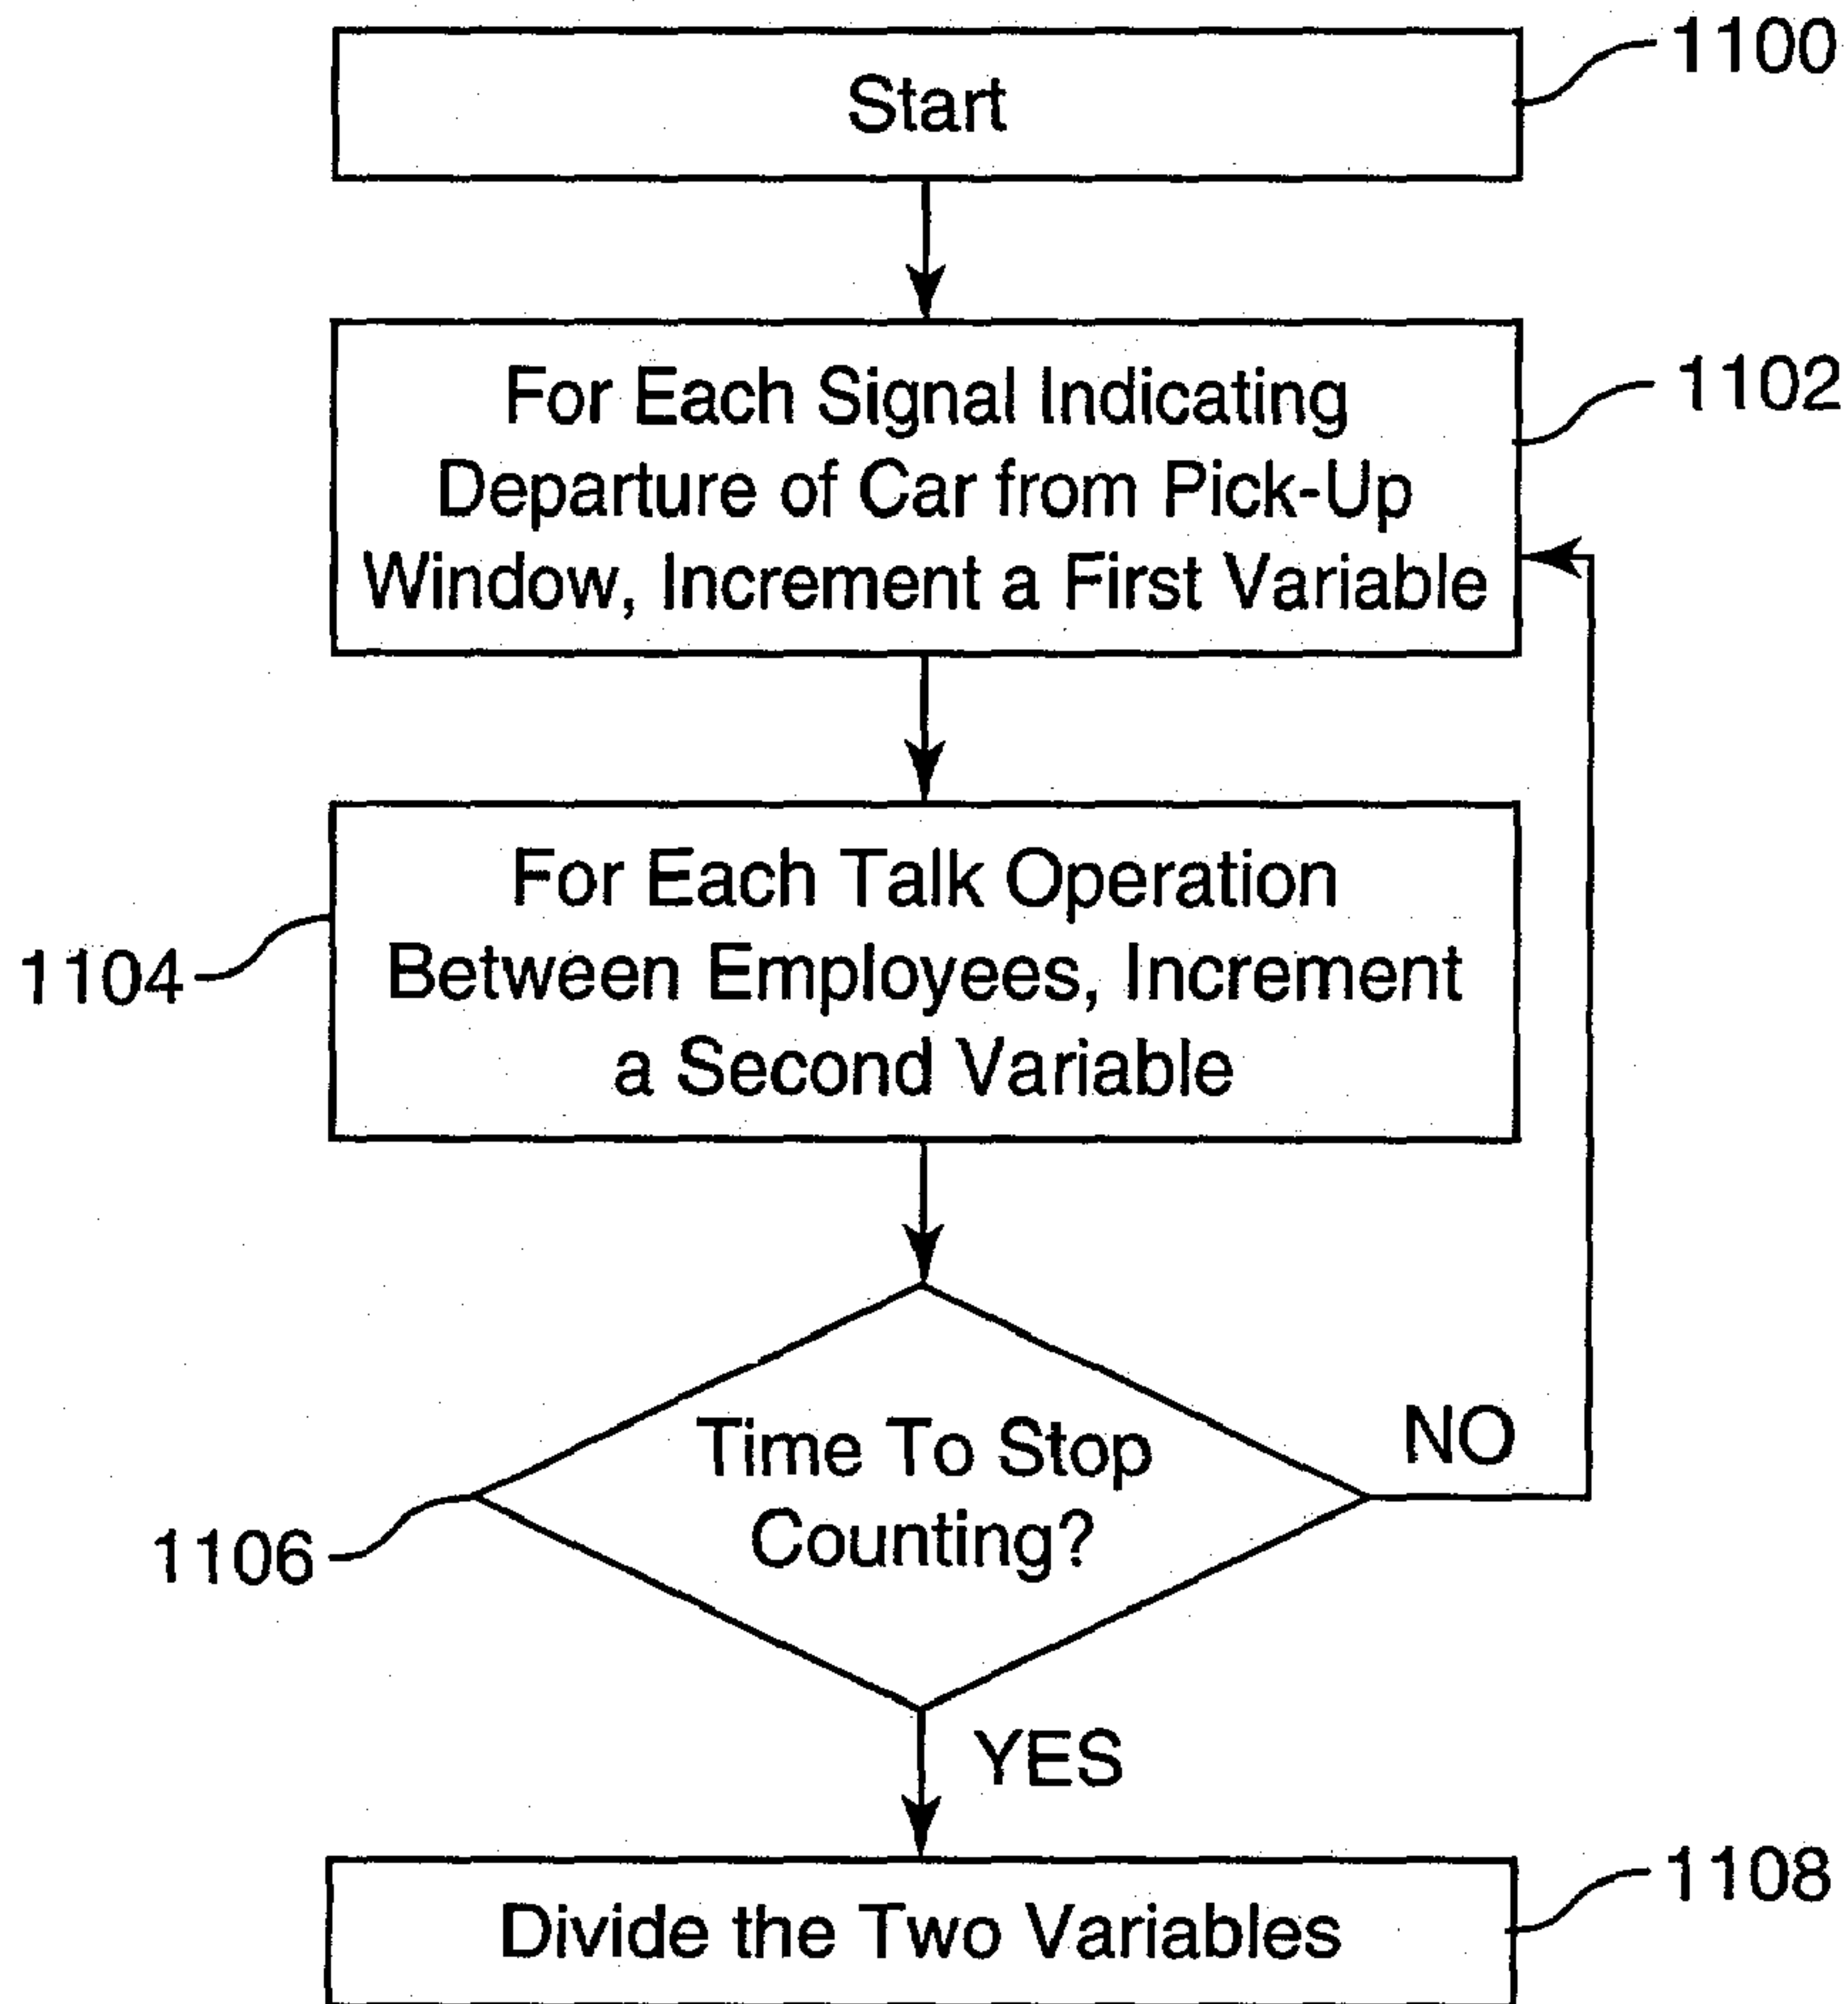 Start
1100
For Each Signal Indicating
Departure of Car from Pick-Up
Window, Increment a First Variable
1102
For Each Talk Operation
Between Employees, Increment
a Second Variable
1104
Time To Stop
Counting?
1106
NO
YES
Divide the Two Variables
1108